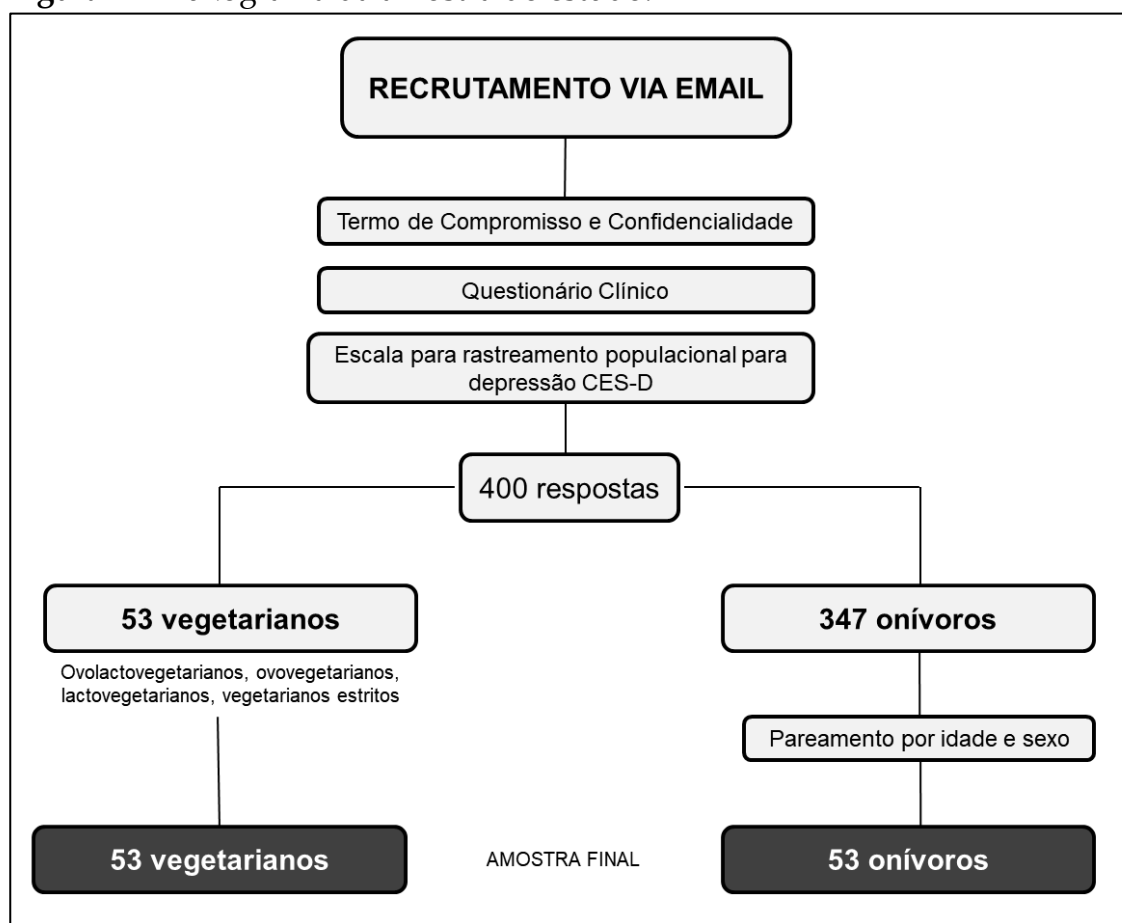 RECRUTAMENTO VIA EMAIL
Termo de Compromisso e Confidencialidade
Questionário Clínico
Escala para rastreamento populacional para
depressão CES-D
400 respostas
53 vegetarianos
347 onívoros
Ovolactovegetarianos, ovovegetarianos,
lactovegetarianos, vegetarianos estritos
Pareamento por idade e sexo
53 vegetarianos
AMOSTRA FINAL
53 onívoros